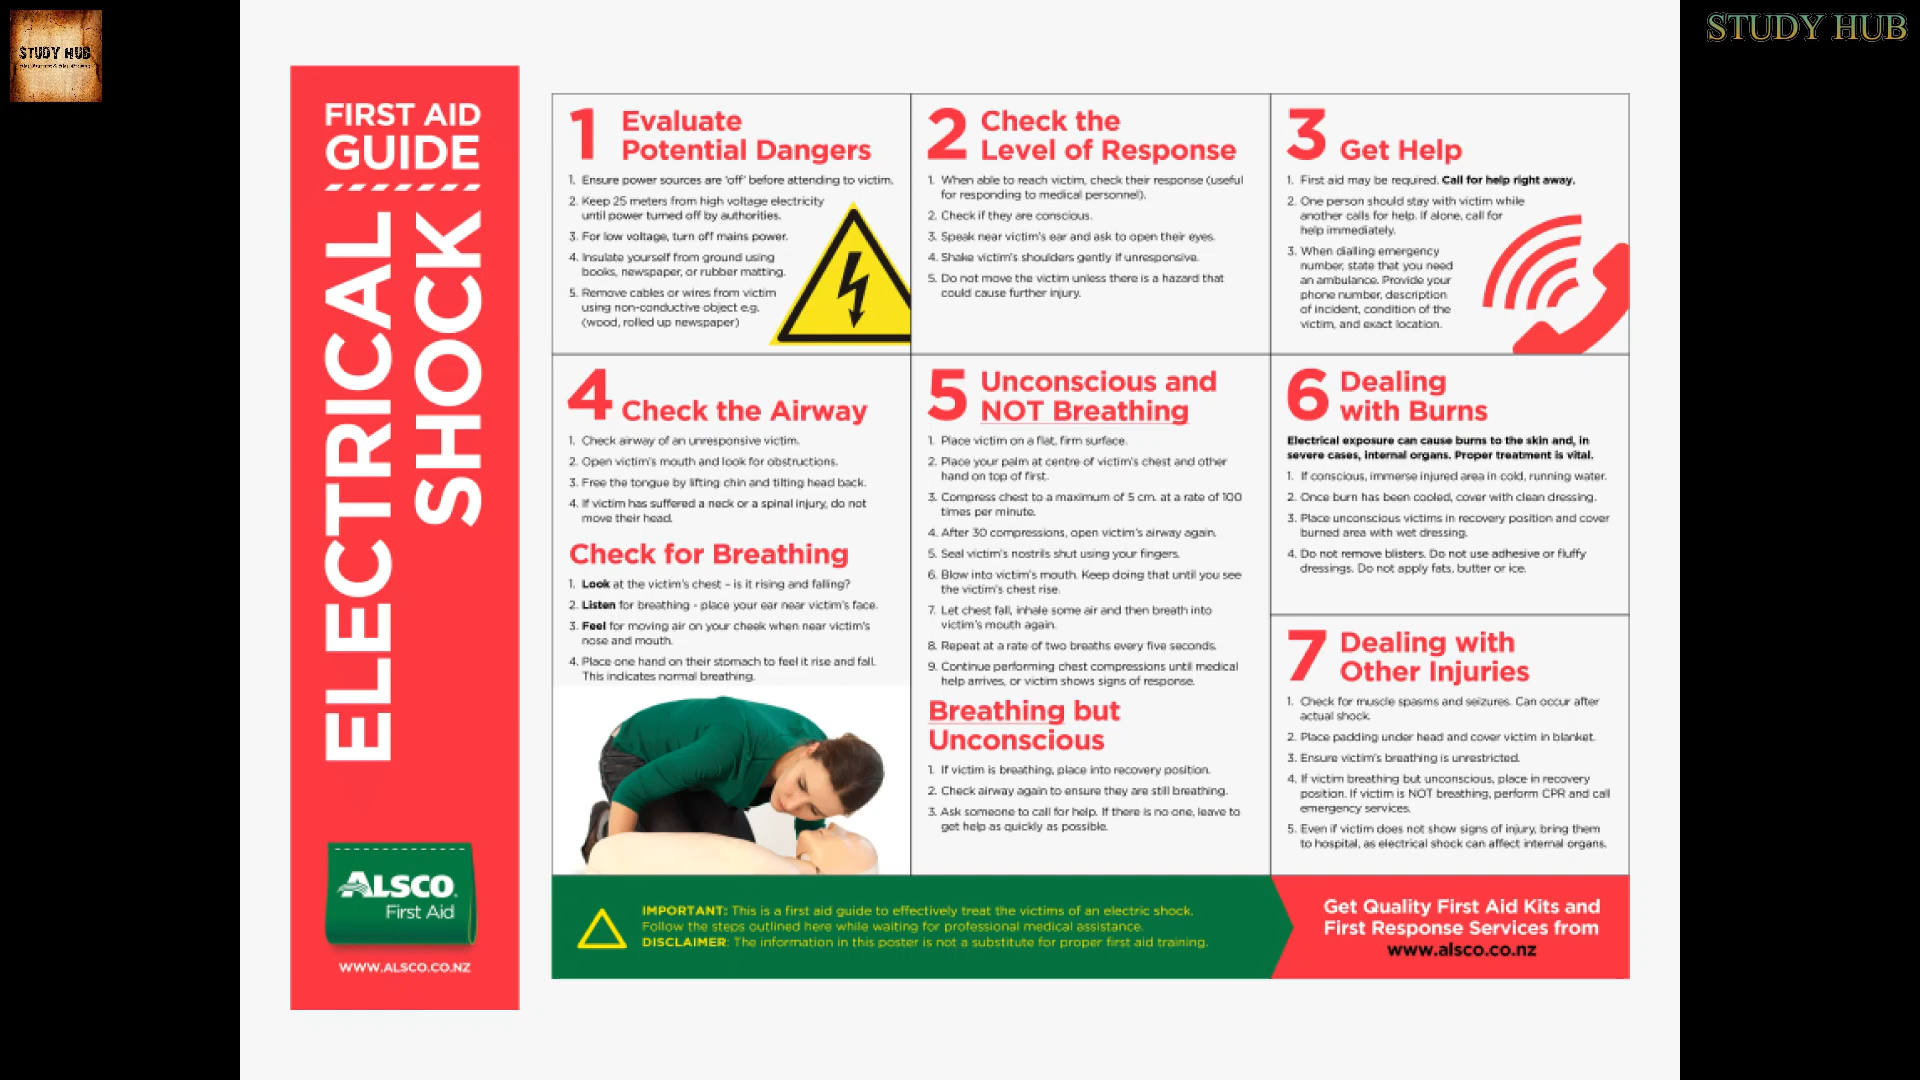 STUDY HUB
STUDY HUB
FIRST AID
GUIDE
ELECTRICAL
SHOCK
ALSCO
First Aid
WWW.ALSCO.CO.NZ
1 Evaluate
Potential Dangers
1. Ensure power sources are 'off' before attending to victim.
2. Keep 25 meters from high voltage electricity
until power turned off by authorities.
3. For low voltage, turn off mains power.
4. Insulate yourself from ground using
books, newspaper, or rubber matting.
5. Remove cables or wires from victim
using non-conductive object e.g.
(wood, rolled up newspaper)
2 Check the
Level of Response
1. When able to reach victim, check their response (useful
for responding to medical personnel).
2. Check if they are conscious.
3. Speak near victim's ear and ask to open their eyes.
4. Shake victim's shoulders gently if unresponsive.
5. Do not move the victim unless there is a hazard that
could cause further injury.
3 Get Help
1. First aid may be required. Call for help right away.
2. One person should stay with victim while
another calls for help. If alone, call for
help immediately.
3. When dialling emergency
number, state that you need
an ambulance. Provide your
phone number, description
of incident, condition of the
victim, and exact location.
4 Check the Airway
1. Check airway of an unresponsive victim.
2. Open victim's mouth and look for obstructions.
3. Free the tongue by lifting chin and tilting head back.
4. If victim has suffered a neck or a spinal injury, do not
move their head.
Check for Breathing
1. Look at the victim's chest – is it rising and falling?
2. Listen for breathing - place your ear near victim's face.
3. Feel for moving air on your cheek when near victim's
nose and mouth.
4. Place one hand on their stomach to feel it rise and fall.
This indicates normal breathing.
5 Unconscious and
NOT Breathing
1. Place victim on a flat, firm surface.
2. Place your palm at centre of victim's chest and other
hand on top of first.
3. Compress chest to a maximum of 5 cm. at a rate of 100
times per minute.
4. After 30 compressions, open victim's airway again.
5. Seal victim's nostrils shut using your fingers.
6. Blow into victim's mouth. Keep doing that until you see
the victim's chest rise.
7. Let chest fall, inhale some air and then breath into
victim's mouth again.
8. Repeat at a rate of two breaths every five seconds.
9. Continue performing chest compressions until medical
help arrives, or victim shows signs of response.
Breathing but
Unconscious
1. If victim is breathing, place into recovery position.
2. Check airway again to ensure they are still breathing.
3. Ask someone to call for help. If there is no one, leave to
get help as quickly as possible.
6 Dealing
with Burns
Electrical exposure can cause burns to the skin and, in
severe cases, internal organs. Proper treatment is vital.
1. If conscious, immerse injured area in cold, running water.
2. Once burn has been cooled, cover with clean dressing.
3. Place unconscious victims in recovery position and cover
burned area with wet dressing.
4. Do not remove blisters. Do not use adhesive or fluffy
dressings. Do not apply fats, butter or ice.
7 Dealing with
Other Injuries
1. Check for muscle spasms and seizures. Can occur after
actual shock.
2. Place padding under head and cover victim in blanket.
3. Ensure victim's breathing is unrestricted.
4. If victim breathing but unconscious, place in recovery
position. If victim is NOT breathing, perform CPR and call
emergency services.
5. Even if victim does not show signs of injury, bring them
to hospital, as electrical shock can affect internal organs.
IMPORTANT: This is a first aid guide to effectively treat the victims of an electric shock.
Follow the steps outlined here while waiting for professional medical assistance.
DISCLAIMER: The information in this poster is not a substitute for proper first aid training.
Get Quality First Aid Kits and
First Response Services from
www.alsco.co.nz